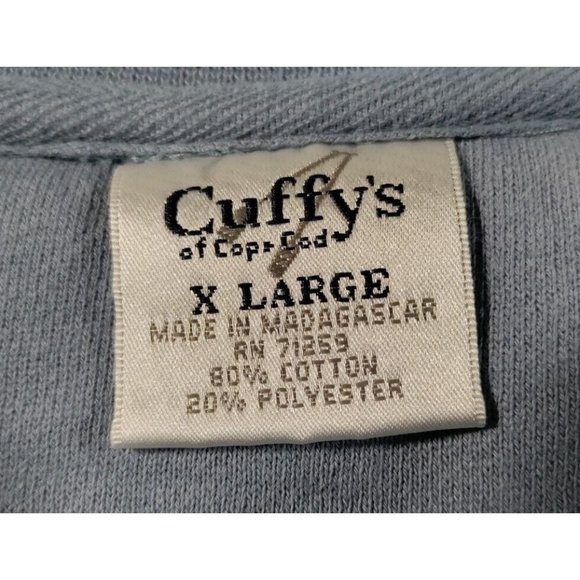 Cuffy's
of Cape Cod
X LARGE
MADE IN MADAGASCAR
RN 71259
80% COTTON
20% POLYESTER